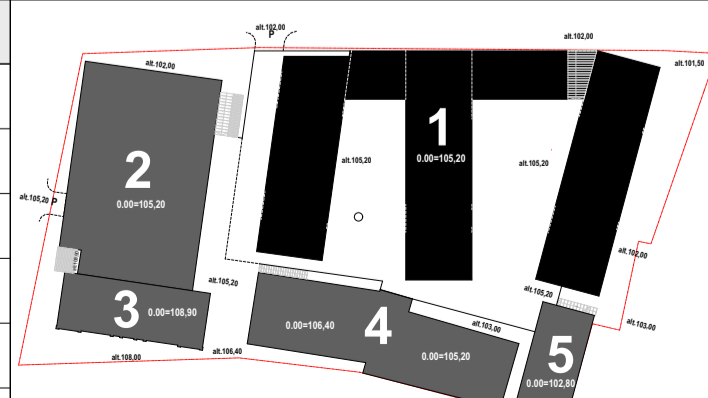 alt.102,00
P
alt.102,00
alt.101,50
alt.102,00
1
0.00=105,20
2
0.00=105,20
alt.105,20
alt.105,20
alt.105,20 P
alt.102,00
alt.105,20
alt.105,20
3
0.00=108,90
0.00=106,40
4
0.00=105,20
alt.103,00
alt.103,00
5
0.00=102,80
alt.108,00
alt.106,40